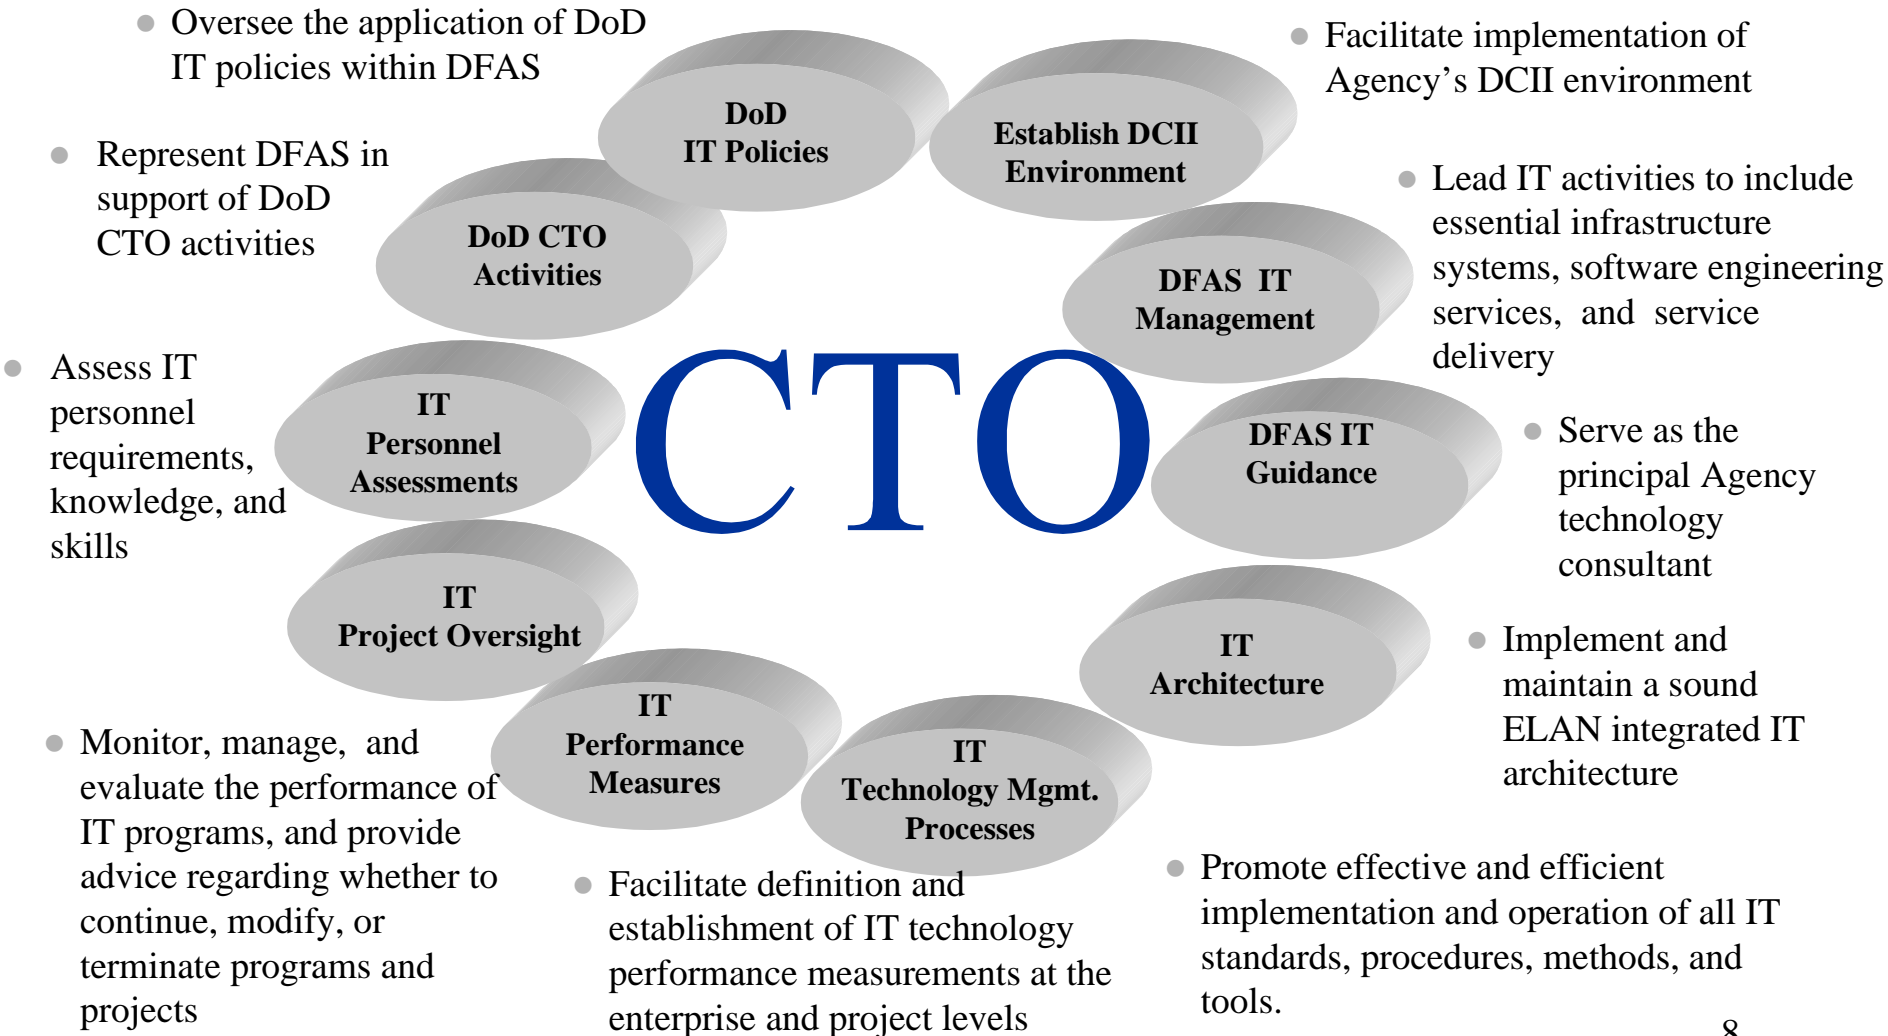 Oversee the application of DoD
IT policies within DFAS
Represent DFAS in
support of DoD
CTO activities
Assess IT
personnel
requirements,
knowledge, and
skills
Monitor, manage, and
evaluate the performance of
IT programs, and provide
advice regarding whether to
continue, modify, or
terminate programs and
projects
DoD
IT Policies
Establish DCII
Environment
DoD CTO
Activities
DFAS IT
Management
IT
Personnel
Assessments
CTO
DFAS IT
Guidance
IT
Project Oversight
IT
Architecture
IT
Performance
Measures
IT
Technology Mgmt.
Processes
Facilitate definition and
establishment of IT technology
performance measurements at the
enterprise and project levels
Facilitate implementation of
Agency’s DCII environment
Lead IT activities to include
essential infrastructure
systems, software engineering
services, and service
delivery
Serve as the
principal Agency
technology
consultant
Implement and
maintain a sound
ELAN integrated IT
architecture
Promote effective and efficient
implementation and operation of all IT
standards, procedures, methods, and
tools.
8